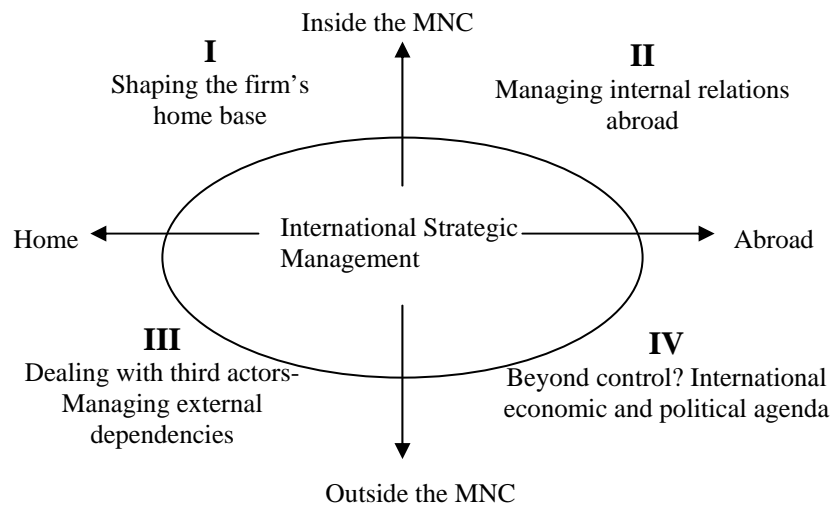 Inside the MNC
I
Shaping the firm's
home base
II
Managing internal relations
abroad
Home
International Strategic
Management
Abroad
III
Dealing with third actors-
Managing external
dependencies
IV
Beyond control? International
economic and political agenda
Outside the MNC